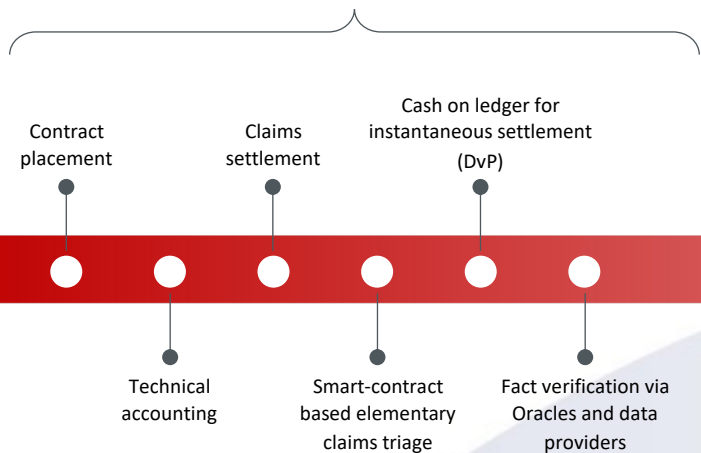 Contract
placement
Claims
settlement
Cash on ledger for
instantaneous settlement
(DvP)
Technical
accounting
Smart-contract
based elementary
claims triage
Fact verification via
Oracles and data
providers